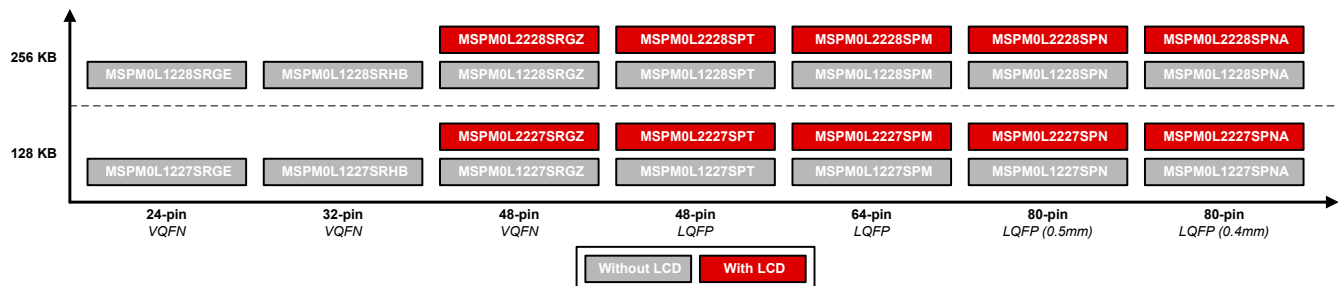 MSPM0L2228SRGZ MSPM0L2228SPT MSPM0L2228SPM MSPM0L2228SPN MSPM0L2228SPNA
256 KB
MSPM0L1228SRGE MSPM0L1228SRHB MSPM0L1228SRGZ MSPM0L1228SPT MSPM0L1228SPM MSPM0L1228SPN MSPM0L1228SPNA
MSPM0L2227SRGZ MSPM0L2227SPT MSPM0L2227SPM MSPM0L2227SPN MSPM0L2227SPNA
128 KB
MSPM0L1227SRGE MSPM0L1227SRHB MSPM0L1227SRGZ MSPM0L1227SPT MSPM0L1227SPM MSPM0L1227SPN MSPM0L1227SPNA
24-pin 32-pin 48-pin 48-pin 64-pin 80-pin 80-pin
VQFN VQFN VQFN LQFP LQFP LQFP (0.5mm) LQFP (0.4mm)
Without LCD With LCD